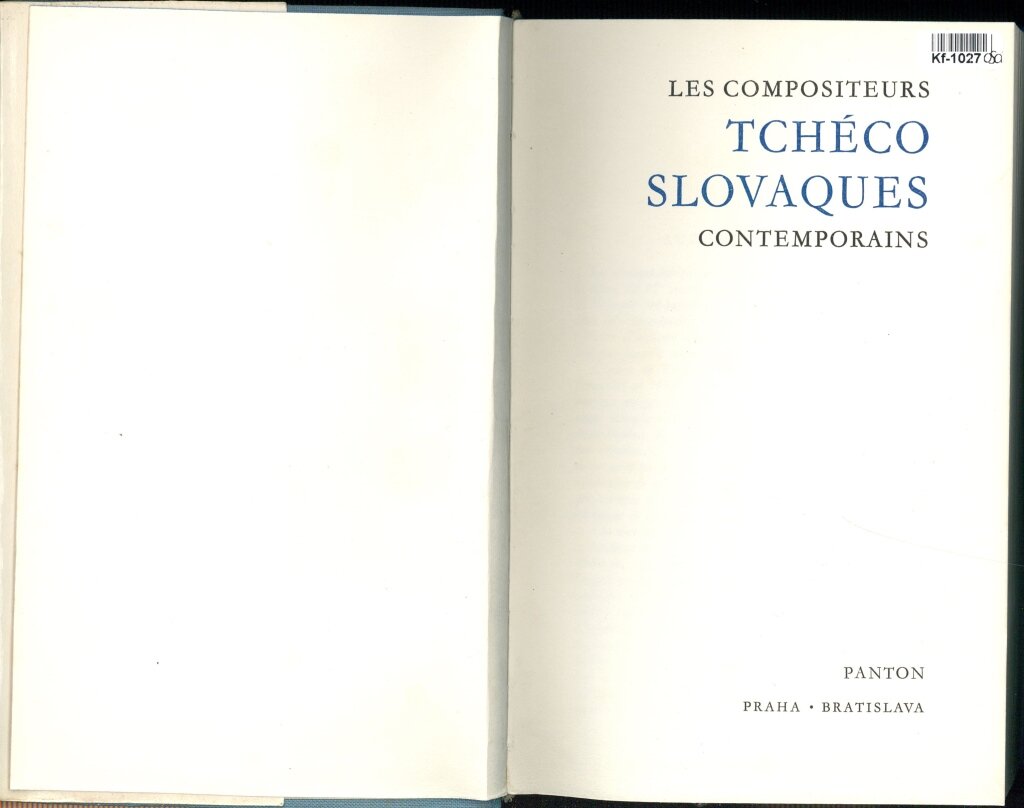 Kf-1027
LES COMPOSITEURS
TCHÉCO
SLOVAQUES
CONTEMPORAINS
PANTON
PRAHA • BRATISLAVA